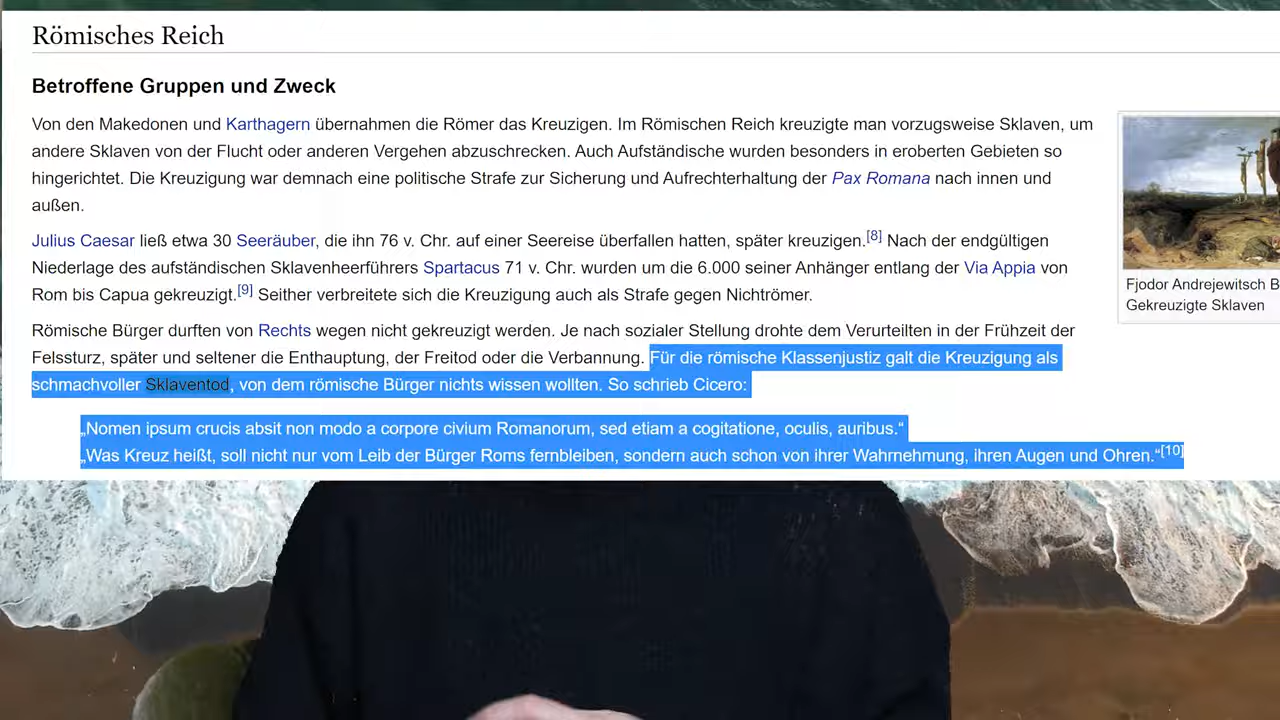 Römisches Reich
Betroffene Gruppen und Zweck
Von den Makedonen und Karthagern übernahmen die Römer das Kreuzigen. Im Römischen Reich kreuzigte man vorzugsweise Sklaven, um
andere Sklaven von der Flucht oder anderen Vergehen abzuschrecken. Auch Aufständische wurden besonders in eroberten Gebieten so
hingerichtet. Die Kreuzigung war demnach eine politische Strafe zur Sicherung und Aufrechterhaltung der Pax Romana nach innen und
außen.
Julius Caesar ließ etwa 30 Seeräuber, die ihn 76 v. Chr. auf einer Seereise überfallen hatten, später kreuzigen.[8] Nach der endgültigen
Niederlage des aufständischen Sklavenheerführers Spartacus 71 v. Chr. wurden um die 6.000 seiner Anhänger entlang der Via Appia von
Rom bis Capua gekreuzigt.[9] Seither verbreitete sich die Kreuzigung auch als Strafe gegen Nichtrömer.
Römische Bürger durften von Rechts wegen nicht gekreuzigt werden. Je nach sozialer Stellung drohte dem Verurteilten in der Frühzeit der
Felssturz, später und seltener die Enthauptung, der Freitod oder die Verbannung. Für die römische Klassenjustiz galt die Kreuzigung als
schmachvoller Sklaventod, von dem römische Bürger nichts wissen wollten. So schrieb Cicero:
„Nomen ipsum crucis absit non modo a corpore civium Romanorum, sed etiam a cogitatione, oculis, auribus.“
„Was Kreuz heißt, soll nicht nur vom Leib der Bürger Roms fernbleiben, sondern auch schon von ihrer Wahrnehmung, ihren Augen und Ohren.“[10]
Fjodor Andrejewitsch B
Gekreuzigte Sklaven